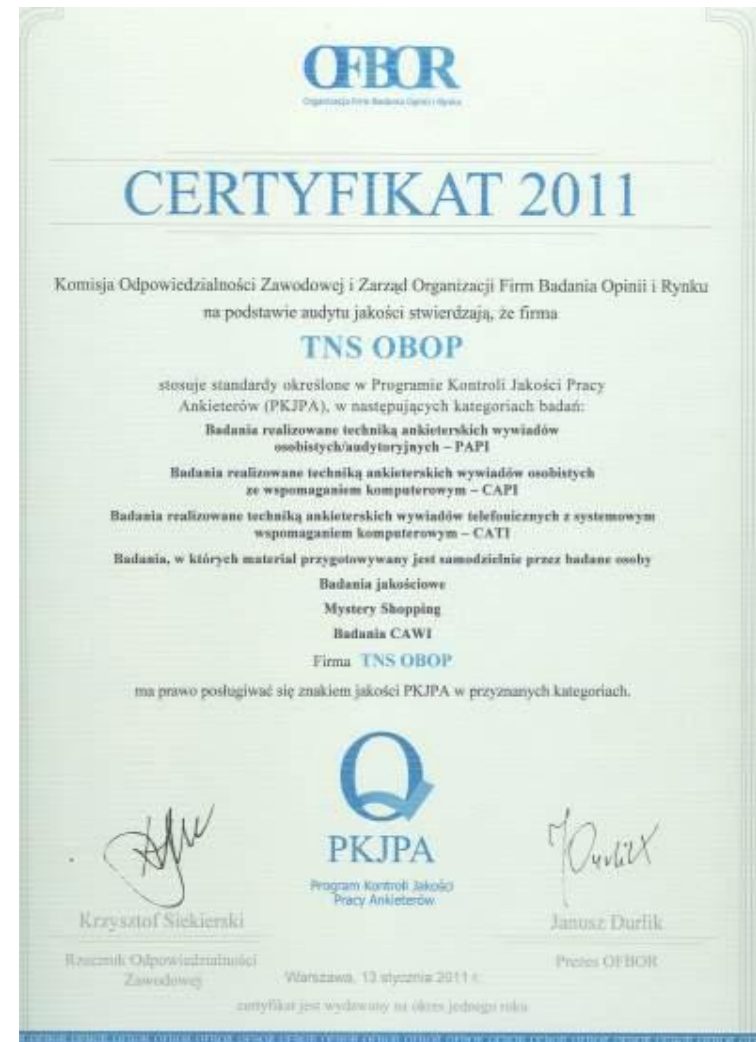 OFBOR
Organizacja Firm Badania Opinii i Rynku
CERTYFIKAT 2011
Komisja Odpowiedzialności Zawodowej i Zarząd Organizacji Firm Badania Opinii i Rynku
na podstawie audytu jakości stwierdzają, że firma
TNS OBOP
stosuje standardy określone w Programie Kontroli Jakości Pracy
Ankieterów (PKJPA), w następujących kategoriach badań:
Badania realizowane techniką ankieterskich wywiadów
osobistych/audytoryjnych – PAPI
Badania realizowane techniką ankieterskich wywiadów osobistych
ze wspomaganiem komputerowym – CAPI
Badania realizowane techniką ankieterskich wywiadów telefonicznych z systemowym
wspomaganiem komputerowym – CATI
Badania, w których materiał przygotowywany jest samodzielnie przez badane osoby
Badania jakościowe
Mystery Shopping
Badania CAWI
Firma TNS OBOP
ma prawo posługiwać się znakiem jakości PKJPA w przyznanych kategoriach.
PKJPA
Program Kontroli Jakości
Pracy Ankieterów
Krzysztof Siekierski
Rzecznik Odpowiedzialności
Zawodowej
J Durlik
Janusz Durlik
Prezes OFBOR
Warszawa, 13 stycznia 2011 r.
certyfikat jest wydawany na okres jednego roku